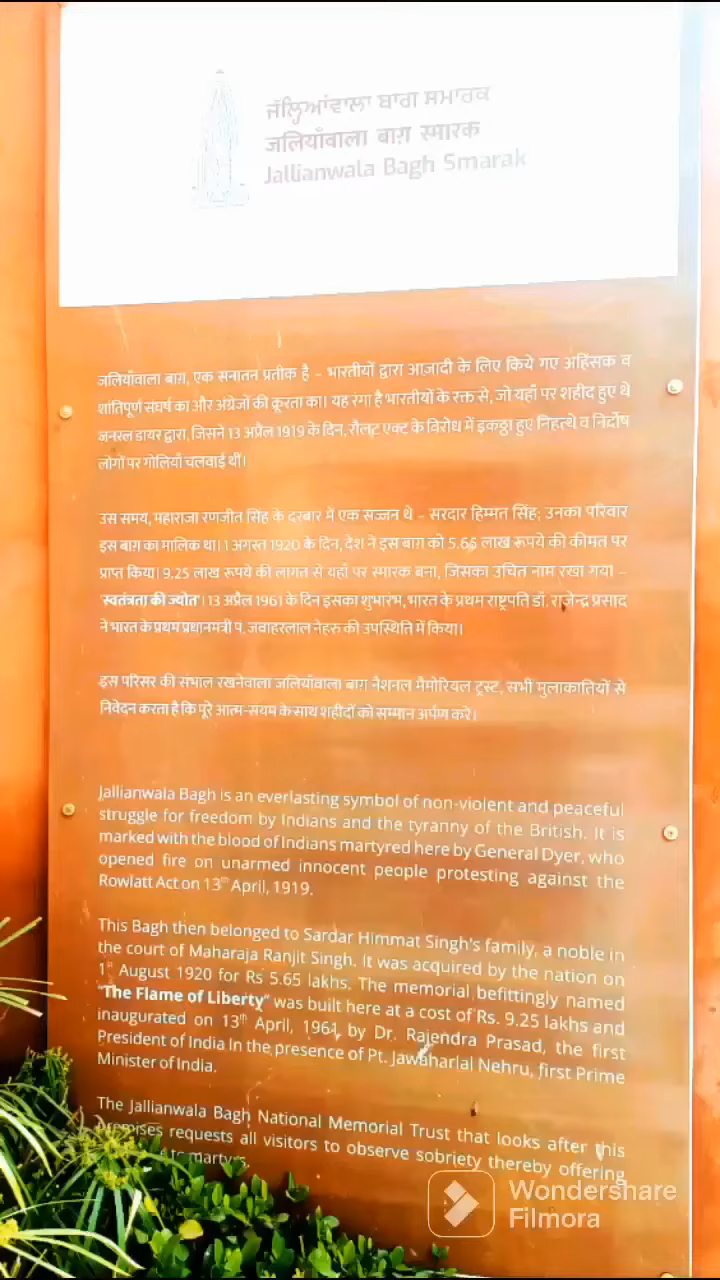 ਜੱਲ੍ਹਿਆਂਵਾਲਾ ਬਾਗ ਸਮਾਰਕ
जलियाँवाला बाग़ स्मारक
Jallianwala Bagh Smarak
जलियाँवाला बाग़, एक सनातन प्रतीक है – भारतीयों द्वारा आज़ादी के लिए किये गए अहिंसक व
शांतिपूर्ण संघर्ष का और अंग्रेजों की क्रूरता का। यह रंगा है भारतीयों के रक्त से, जो यहाँ पर शहीद हुए थे
जनरल डायर द्वारा, जिसने 13 अप्रैल 1919 के दिन, रौलट एक्ट के विरोध में इकठ्ठा हुए निहत्थे व निर्दोष
लोगों पर गोलियाँ चलवाई थीं।
उस समय, महाराजा रणजीत सिंह के दरबार में एक सज्जन थे – सरदार हिम्मत सिंह; उनका परिवार
इस बाग़ का मालिक था। 1 अगस्त 1920 के दिन, देश ने इस बाग़ को 5.65 लाख रूपये की कीमत पर
प्राप्त किया। 9.25 लाख रूपये की लागत से यहाँ पर स्मारक बना, जिसका उचित नाम रखा गया –
'स्वतंत्रता की ज्योत'। 13 अप्रैल 1961 के दिन इसका शुभारंभ, भारत के प्रथम राष्ट्रपति डॉ. राजेन्द्र प्रसाद
ने भारत के प्रथम प्रधानमंत्री पं. जवाहरलाल नेहरु की उपस्थिति में किया।
इस परिसर की संभाल रखनेवाला जलियाँवाला बाग़ नैशनल मैमोरियल ट्रस्ट, सभी मुलाकातियों से
निवेदन करता है कि पूरे आत्म-संयम के साथ शहीदों को सम्मान अर्पण करें।
Jallianwala Bagh is an everlasting symbol of non-violent and peaceful
struggle for freedom by Indians and the tyranny of the British. It is
marked with the blood of Indians martyred here by General Dyer, who
opened fire on unarmed innocent people protesting against the
Rowlatt Act on 13th April, 1919.
This Bagh then belonged to Sardar Himmat Singh's family, a noble in
the court of Maharaja Ranjit Singh. It was acquired by the nation on
1st August 1920 for Rs 5.65 lakhs. The memorial befittingly named
"The Flame of Liberty" was built here at a cost of Rs. 9.25 lakhs and
inaugurated on 13th April, 1961, by Dr. Rajendra Prasad, the first
President of India In the presence of Pt. Jawaharlal Nehru, first Prime
Minister of India.
The Jallianwala Bagh National Memorial Trust that looks after this
premises requests all visitors to observe sobriety thereby offering
to martyrs.
Wondershare
Filmora